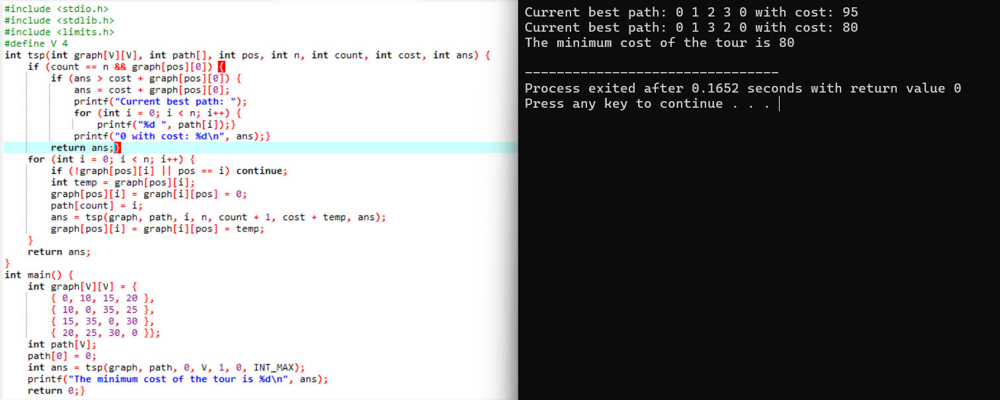 #include <stdio.h>
#include <stdlib.h>
#include <limits.h>
#define V 4
int tsp(int graph[V][V], int path[], int pos, int n, int count, int cost, int ans) {
    if (count == n && graph[pos][0]) {
        if (ans > cost + graph[pos][0]) {
            ans = cost + graph[pos][0];
            printf("Current best path: ");
            for (int i = 0; i < n; i++) {
                printf("%d ", path[i]);}
            printf("0 with cost: %d\n", ans);}
        return ans;}
    for (int i = 0; i < n; i++) {
        if (!graph[pos][i] || pos == i) continue;
        int temp = graph[pos][i];
        graph[pos][i] = graph[i][pos] = 0;
        path[count] = i;
        ans = tsp(graph, path, i, n, count + 1, cost + temp, ans);
        graph[pos][i] = graph[i][pos] = temp;
    }
    return ans;
}
int main() {
    int graph[V][V] = {
        { 0, 10, 15, 20 },
        { 10, 0, 35, 25 },
        { 15, 35, 0, 30 },
        { 20, 25, 30, 0 }};
    int path[V];
    path[0] = 0;
    int ans = tsp(graph, path, 0, V, 1, 0, INT_MAX);
    printf("The minimum cost of the tour is %d\n", ans);
    return 0;}
Current best path: 0 1 2 3 0 with cost: 95
Current best path: 0 1 3 2 0 with cost: 80
The minimum cost of the tour is 80
--------------------------------
Process exited after 0.1652 seconds with return value 0
Press any key to continue . . .